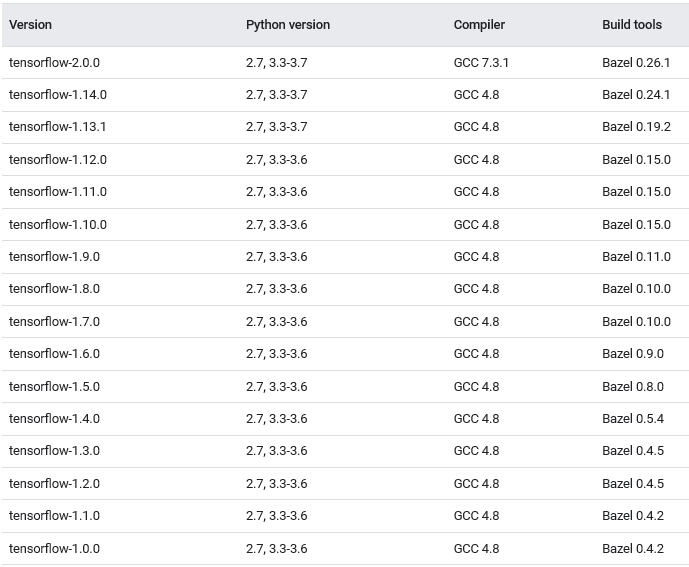 Version Python version Compiler Build tools
tensorflow-2.0.0 2.7, 3.3-3.7 GCC 7.3.1 Bazel 0.26.1
tensorflow-1.14.0 2.7, 3.3-3.7 GCC 4.8 Bazel 0.24.1
tensorflow-1.13.1 2.7, 3.3-3.7 GCC 4.8 Bazel 0.19.2
tensorflow-1.12.0 2.7, 3.3-3.6 GCC 4.8 Bazel 0.15.0
tensorflow-1.11.0 2.7, 3.3-3.6 GCC 4.8 Bazel 0.15.0
tensorflow-1.10.0 2.7, 3.3-3.6 GCC 4.8 Bazel 0.15.0
tensorflow-1.9.0 2.7, 3.3-3.6 GCC 4.8 Bazel 0.11.0
tensorflow-1.8.0 2.7, 3.3-3.6 GCC 4.8 Bazel 0.10.0
tensorflow-1.7.0 2.7, 3.3-3.6 GCC 4.8 Bazel 0.10.0
tensorflow-1.6.0 2.7, 3.3-3.6 GCC 4.8 Bazel 0.9.0
tensorflow-1.5.0 2.7, 3.3-3.6 GCC 4.8 Bazel 0.8.0
tensorflow-1.4.0 2.7, 3.3-3.6 GCC 4.8 Bazel 0.5.4
tensorflow-1.3.0 2.7, 3.3-3.6 GCC 4.8 Bazel 0.4.5
tensorflow-1.2.0 2.7, 3.3-3.6 GCC 4.8 Bazel 0.4.5
tensorflow-1.1.0 2.7, 3.3-3.6 GCC 4.8 Bazel 0.4.2
tensorflow-1.0.0 2.7, 3.3-3.6 GCC 4.8 Bazel 0.4.2